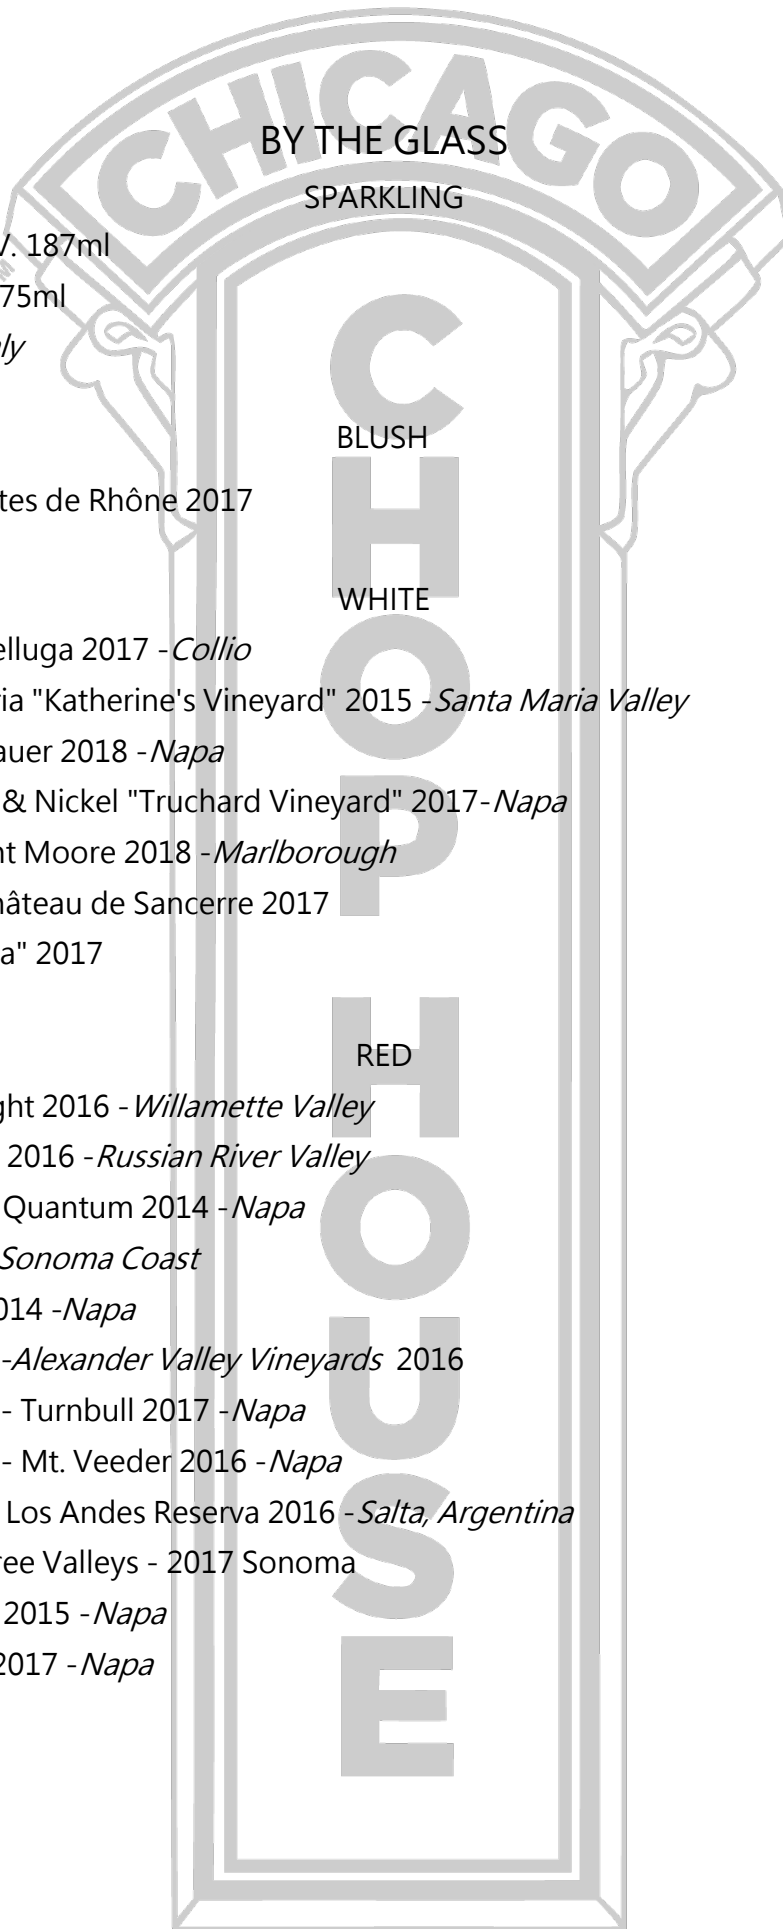 CHICAGO
CHOP HOUSE
BY THE GLASS
SPARKLING
V. 187ml
75ml
ly
BLUSH
tes de Rhône 2017
WHITE
elluga 2017 -Collio
ia "Katherine's Vineyard" 2015 -Santa Maria Valley
auer 2018 -Napa
& Nickel "Truchard Vineyard" 2017-Napa
nt Moore 2018 -Marlborough
hâteau de Sancerre 2017
a" 2017
RED
ght 2016 -Willamette Valley
2016 -Russian River Valley
Quantum 2014 -Napa
Sonoma Coast
014 -Napa
-Alexander Valley Vineyards 2016
- Turnbull 2017 -Napa
- Mt. Veeder 2016 -Napa
Los Andes Reserva 2016 -Salta, Argentina
ree Valleys - 2017 Sonoma
2015 -Napa
2017 -Napa